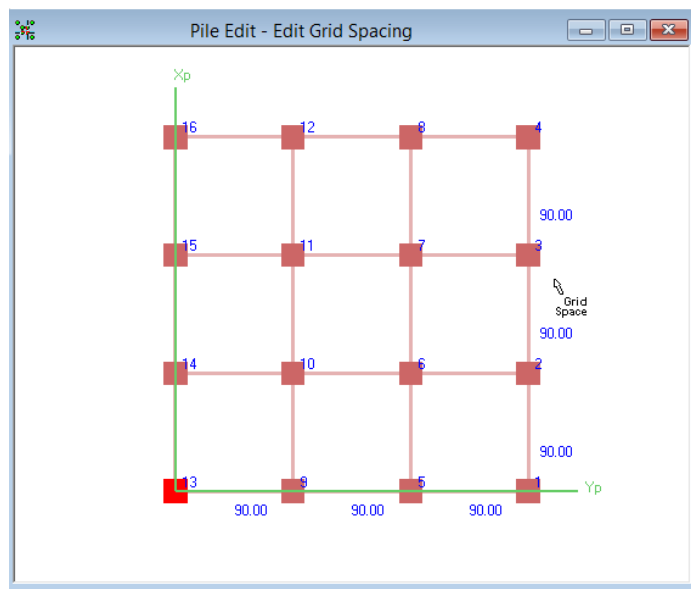 Pile Edit - Edit Grid Spacing
Xp
16 12 8 4
90.00
15 11 7 3
Grid
Space
90.00
14 10 6 2
90.00
13 9 5 1
Yp
90.00 90.00 90.00